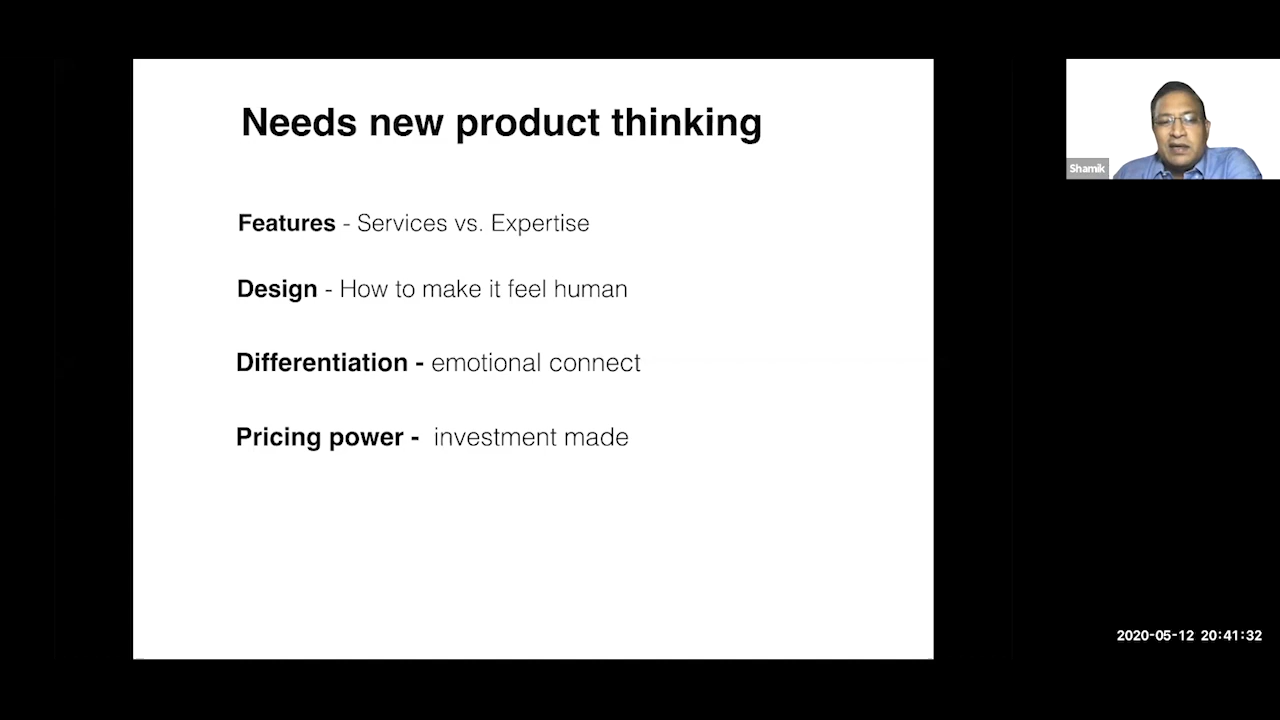 Needs new product thinking
Features - Services vs. Expertise
Design - How to make it feel human
Differentiation - emotional connect
Pricing power - investment made
Shamik
2020-05-12 20:41:32